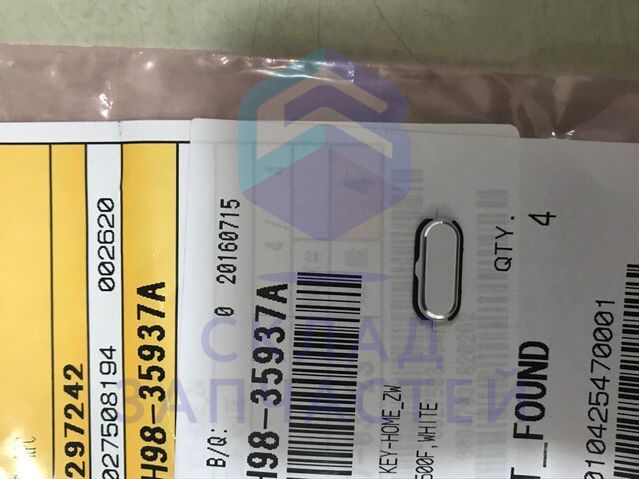 297242
027508194 002620
H98-35937A
B/Q: 0 20160715
H98-35937A
KEY-HOME_ZW
500F,WHITE
QTY. 4
T_FOUND
010425470001
СКЛАД
ЗАПЧАСТЕЙ